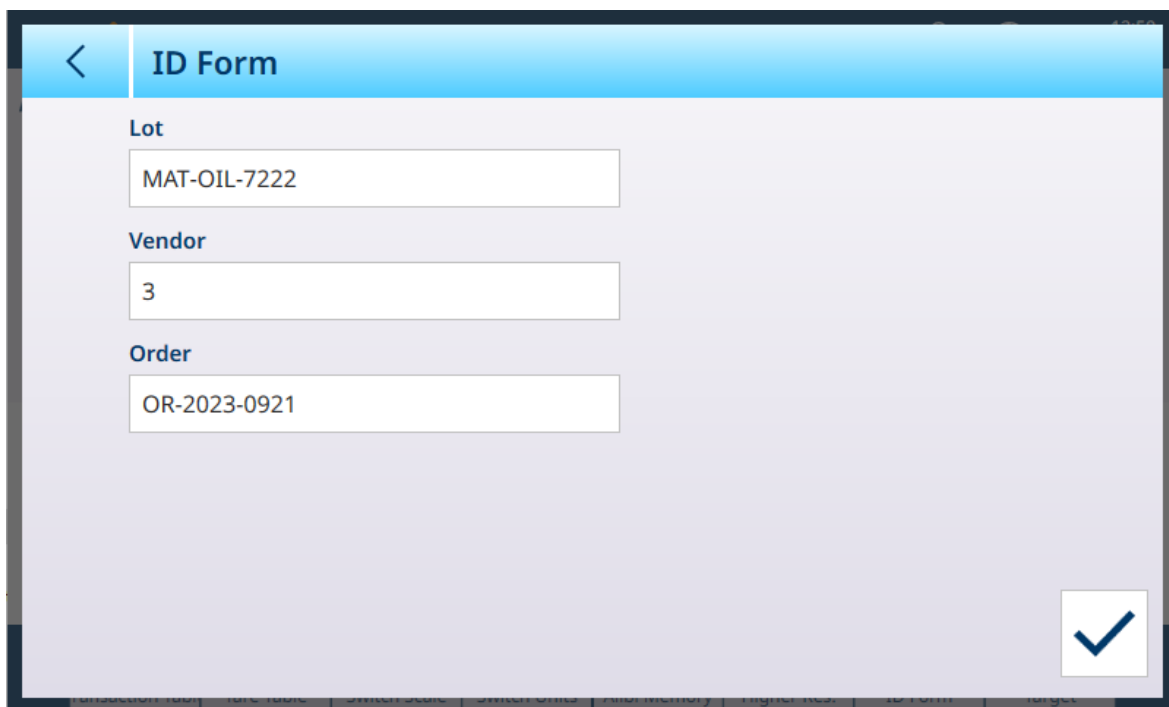 ID Form
Lot
MAT-OIL-7222
Vendor
3
Order
OR-2023-0921